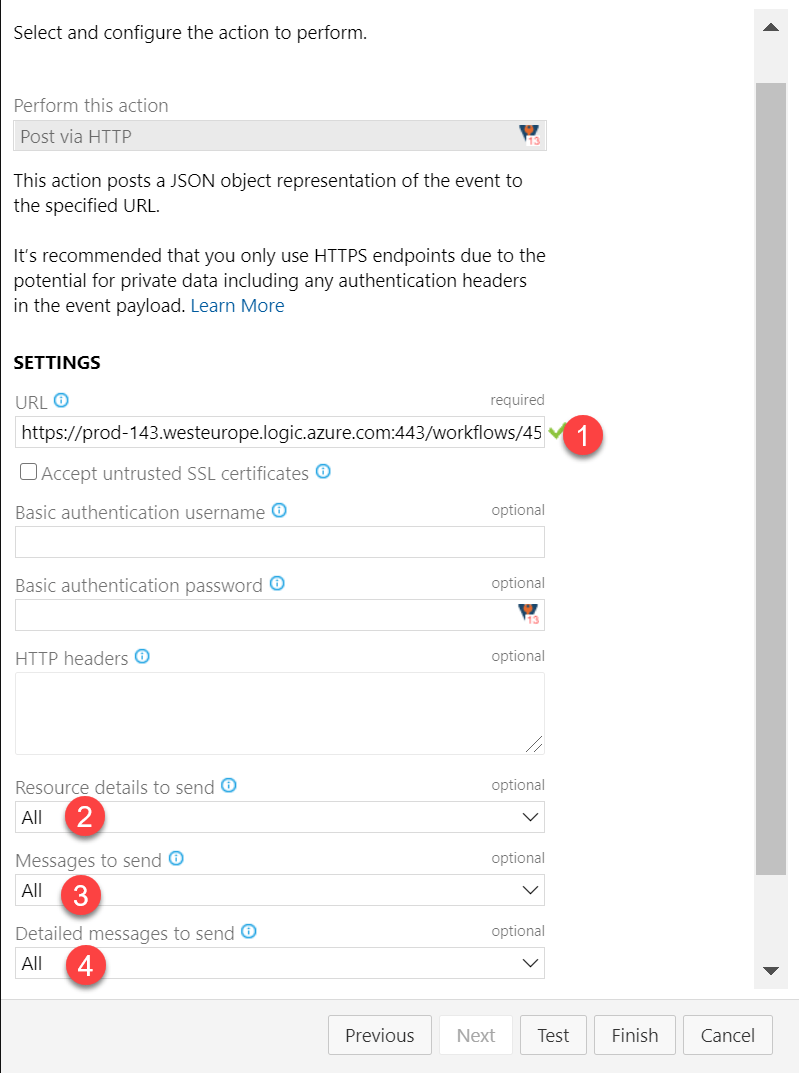 Select and configure the action to perform.
Perform this action
Post via HTTP
13
This action posts a JSON object representation of the event to
the specified URL.
It's recommended that you only use HTTPS endpoints due to the
potential for private data including any authentication headers
in the event payload. Learn More
SETTINGS
URL required
https://prod-143.westeurope.logic.azure.com:443/workflows/45 1
Accept untrusted SSL certificates
Basic authentication username optional
Basic authentication password optional
13
HTTP headers optional
Resource details to send optional
All 2
Messages to send optional
All 3
Detailed messages to send optional
All 4
Previous Next Test Finish Cancel